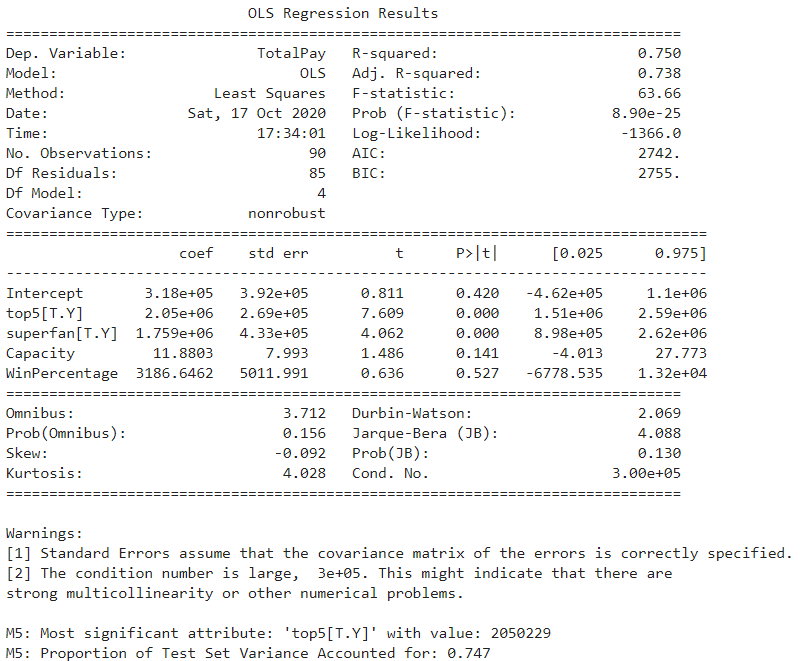 OLS Regression Results
==============================================================================
Dep. Variable: TotalPay R-squared: 0.750
Model: OLS Adj. R-squared: 0.738
Method: Least Squares F-statistic: 63.66
Date: Sat, 17 Oct 2020 Prob (F-statistic): 8.90e-25
Time: 17:34:01 Log-Likelihood: -1366.0
No. Observations: 90 AIC: 2742.
Df Residuals: 85 BIC: 2755.
Df Model: 4
Covariance Type: nonrobust
=================================================================================
coef std err t P>|t| [0.025 0.975]
---------------------------------------------------------------------------------
Intercept 3.18e+05 3.92e+05 0.811 0.420 -4.62e+05 1.1e+06
top5[T.Y] 2.05e+06 2.69e+05 7.609 0.000 1.51e+06 2.59e+06
superfan[T.Y] 1.759e+06 4.33e+05 4.062 0.000 8.98e+05 2.62e+06
Capacity 11.8803 7.993 1.486 0.141 -4.013 27.773
WinPercentage 3186.6462 5011.991 0.636 0.527 -6778.535 1.32e+04
==============================================================================
Omnibus: 3.712 Durbin-Watson: 2.069
Prob(Omnibus): 0.156 Jarque-Bera (JB): 4.088
Skew: -0.092 Prob(JB): 0.130
Kurtosis: 4.028 Cond. No. 3.00e+05
==============================================================================
Warnings:
[1] Standard Errors assume that the covariance matrix of the errors is correctly specified.
[2] The condition number is large,  3e+05. This might indicate that there are
strong multicollinearity or other numerical problems.
M5: Most significant attribute: 'top5[T.Y]' with value: 2050229
M5: Proportion of Test Set Variance Accounted for: 0.747